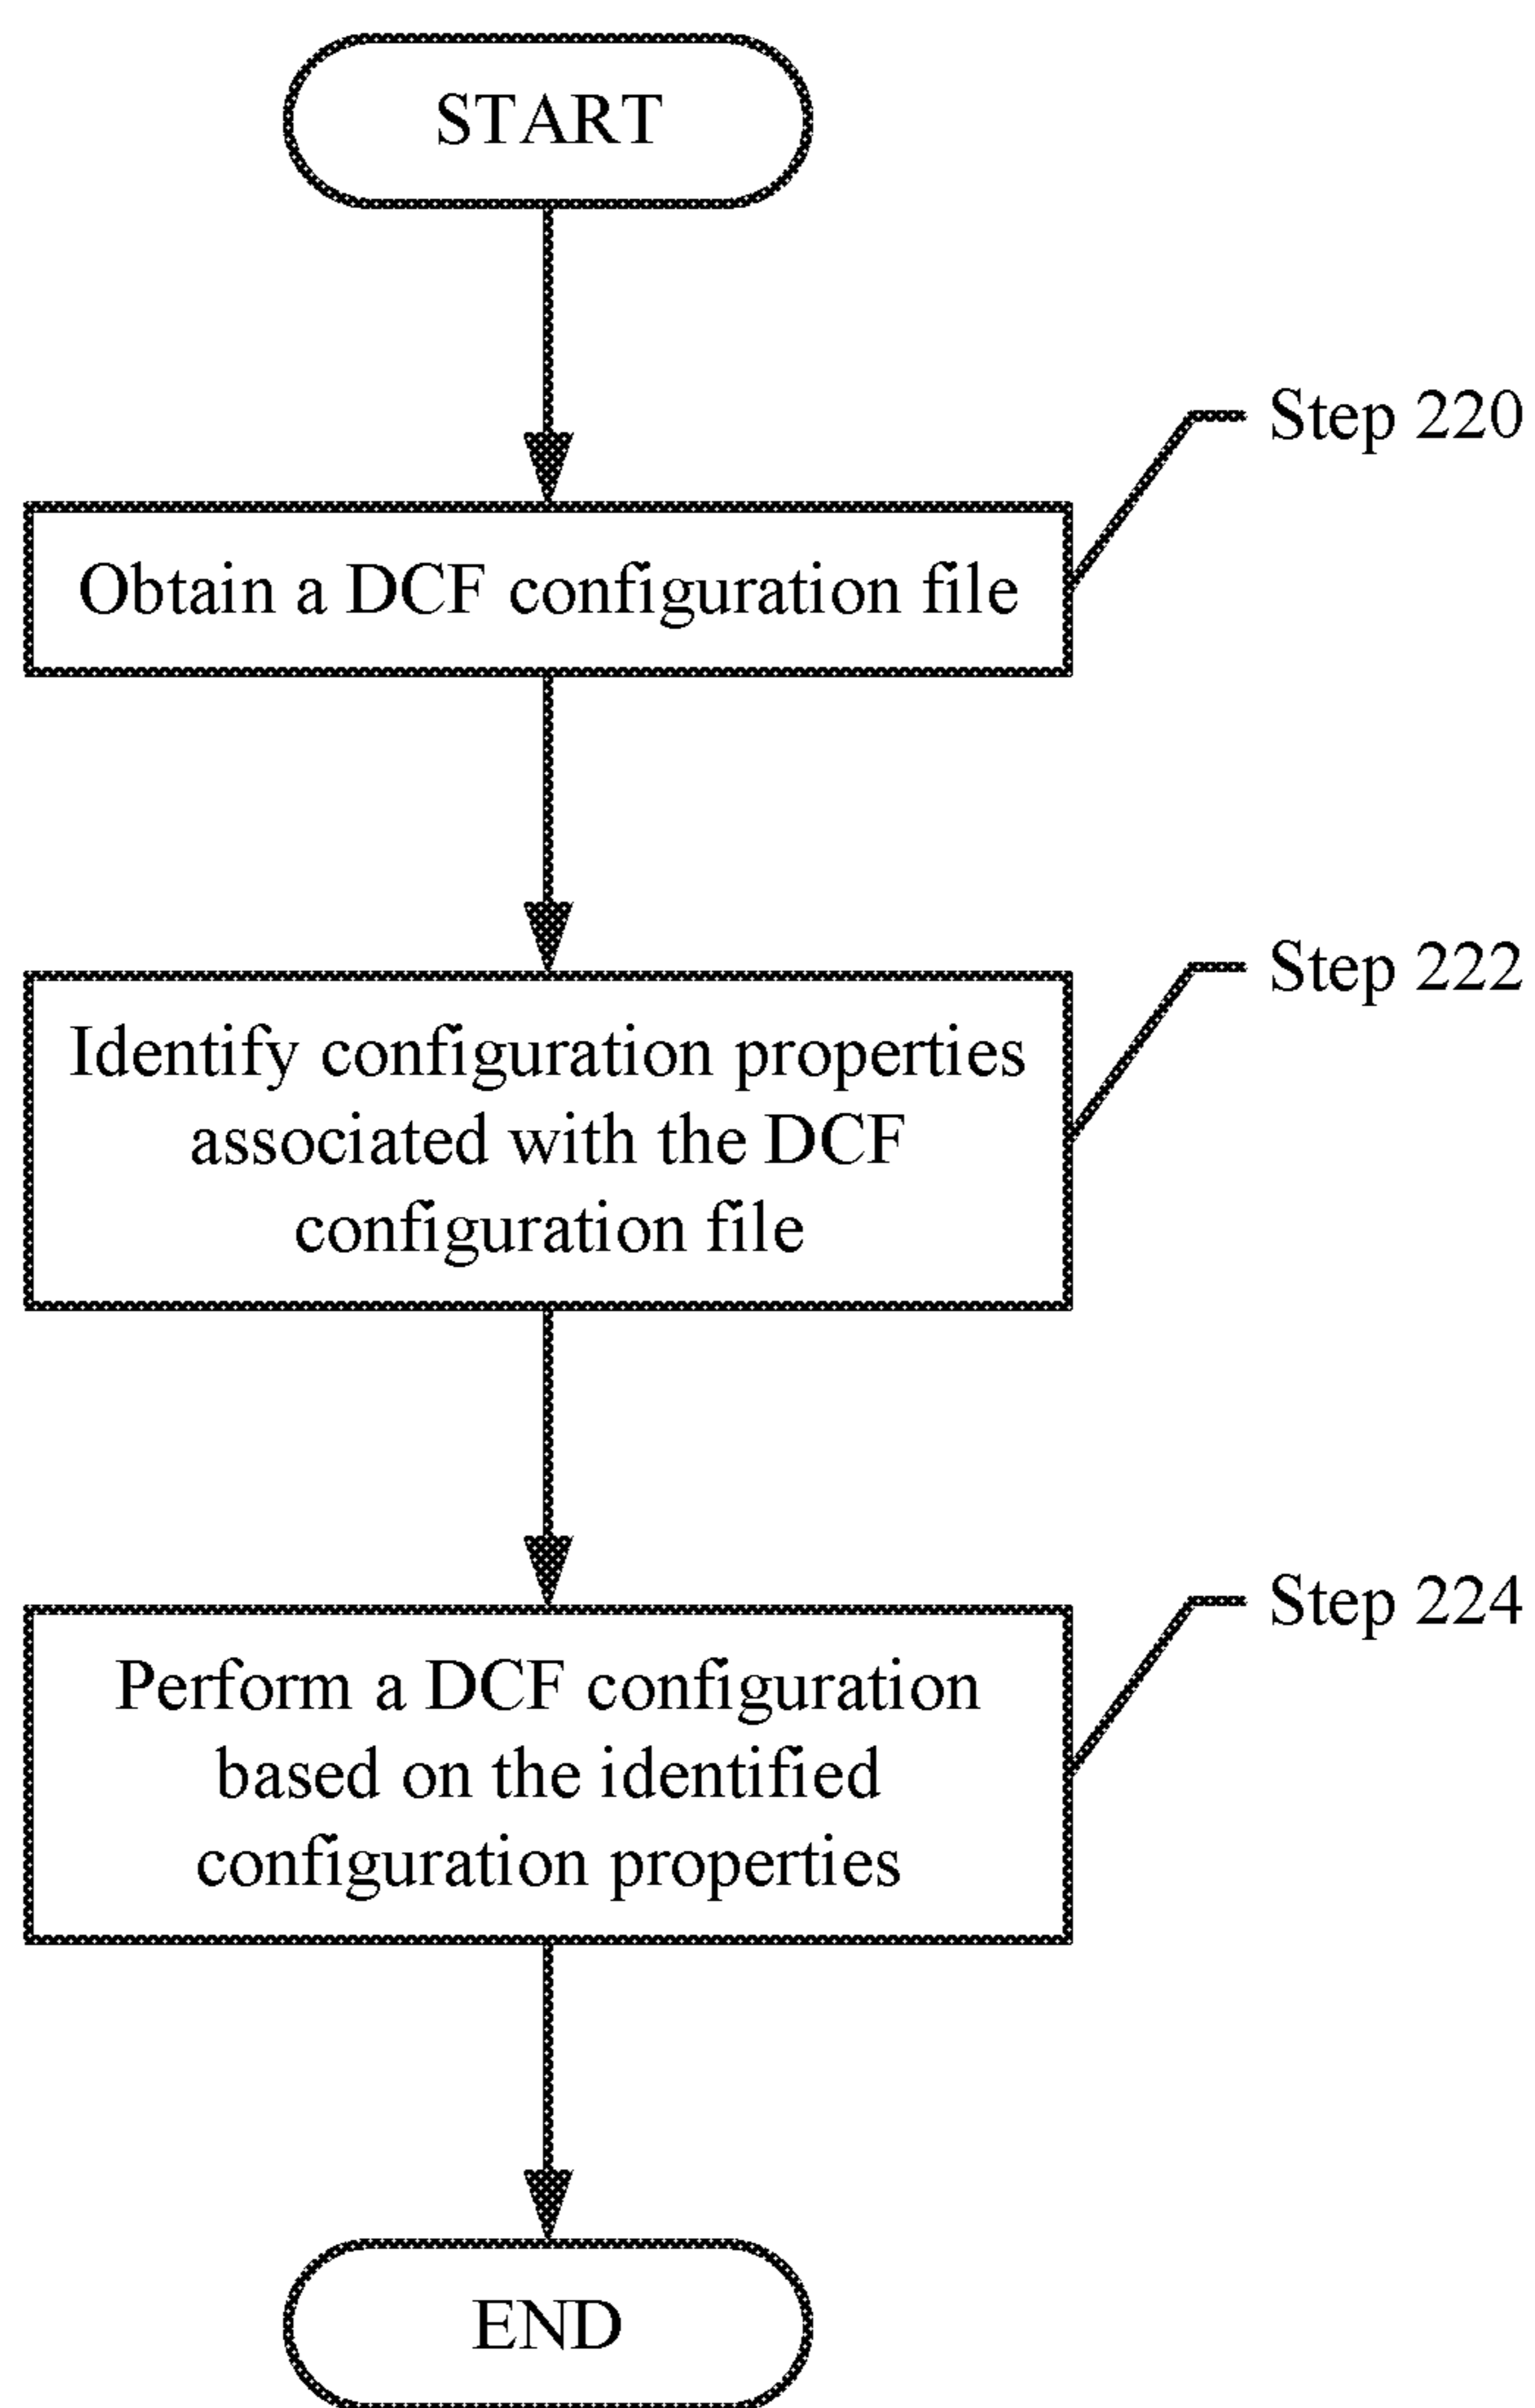 START
Step 220
Obtain a DCF configuration file
Step 222
Identify configuration properties
associated with the DCF
configuration file
Step 224
Perform a DCF configuration
based on the identified
configuration properties
END